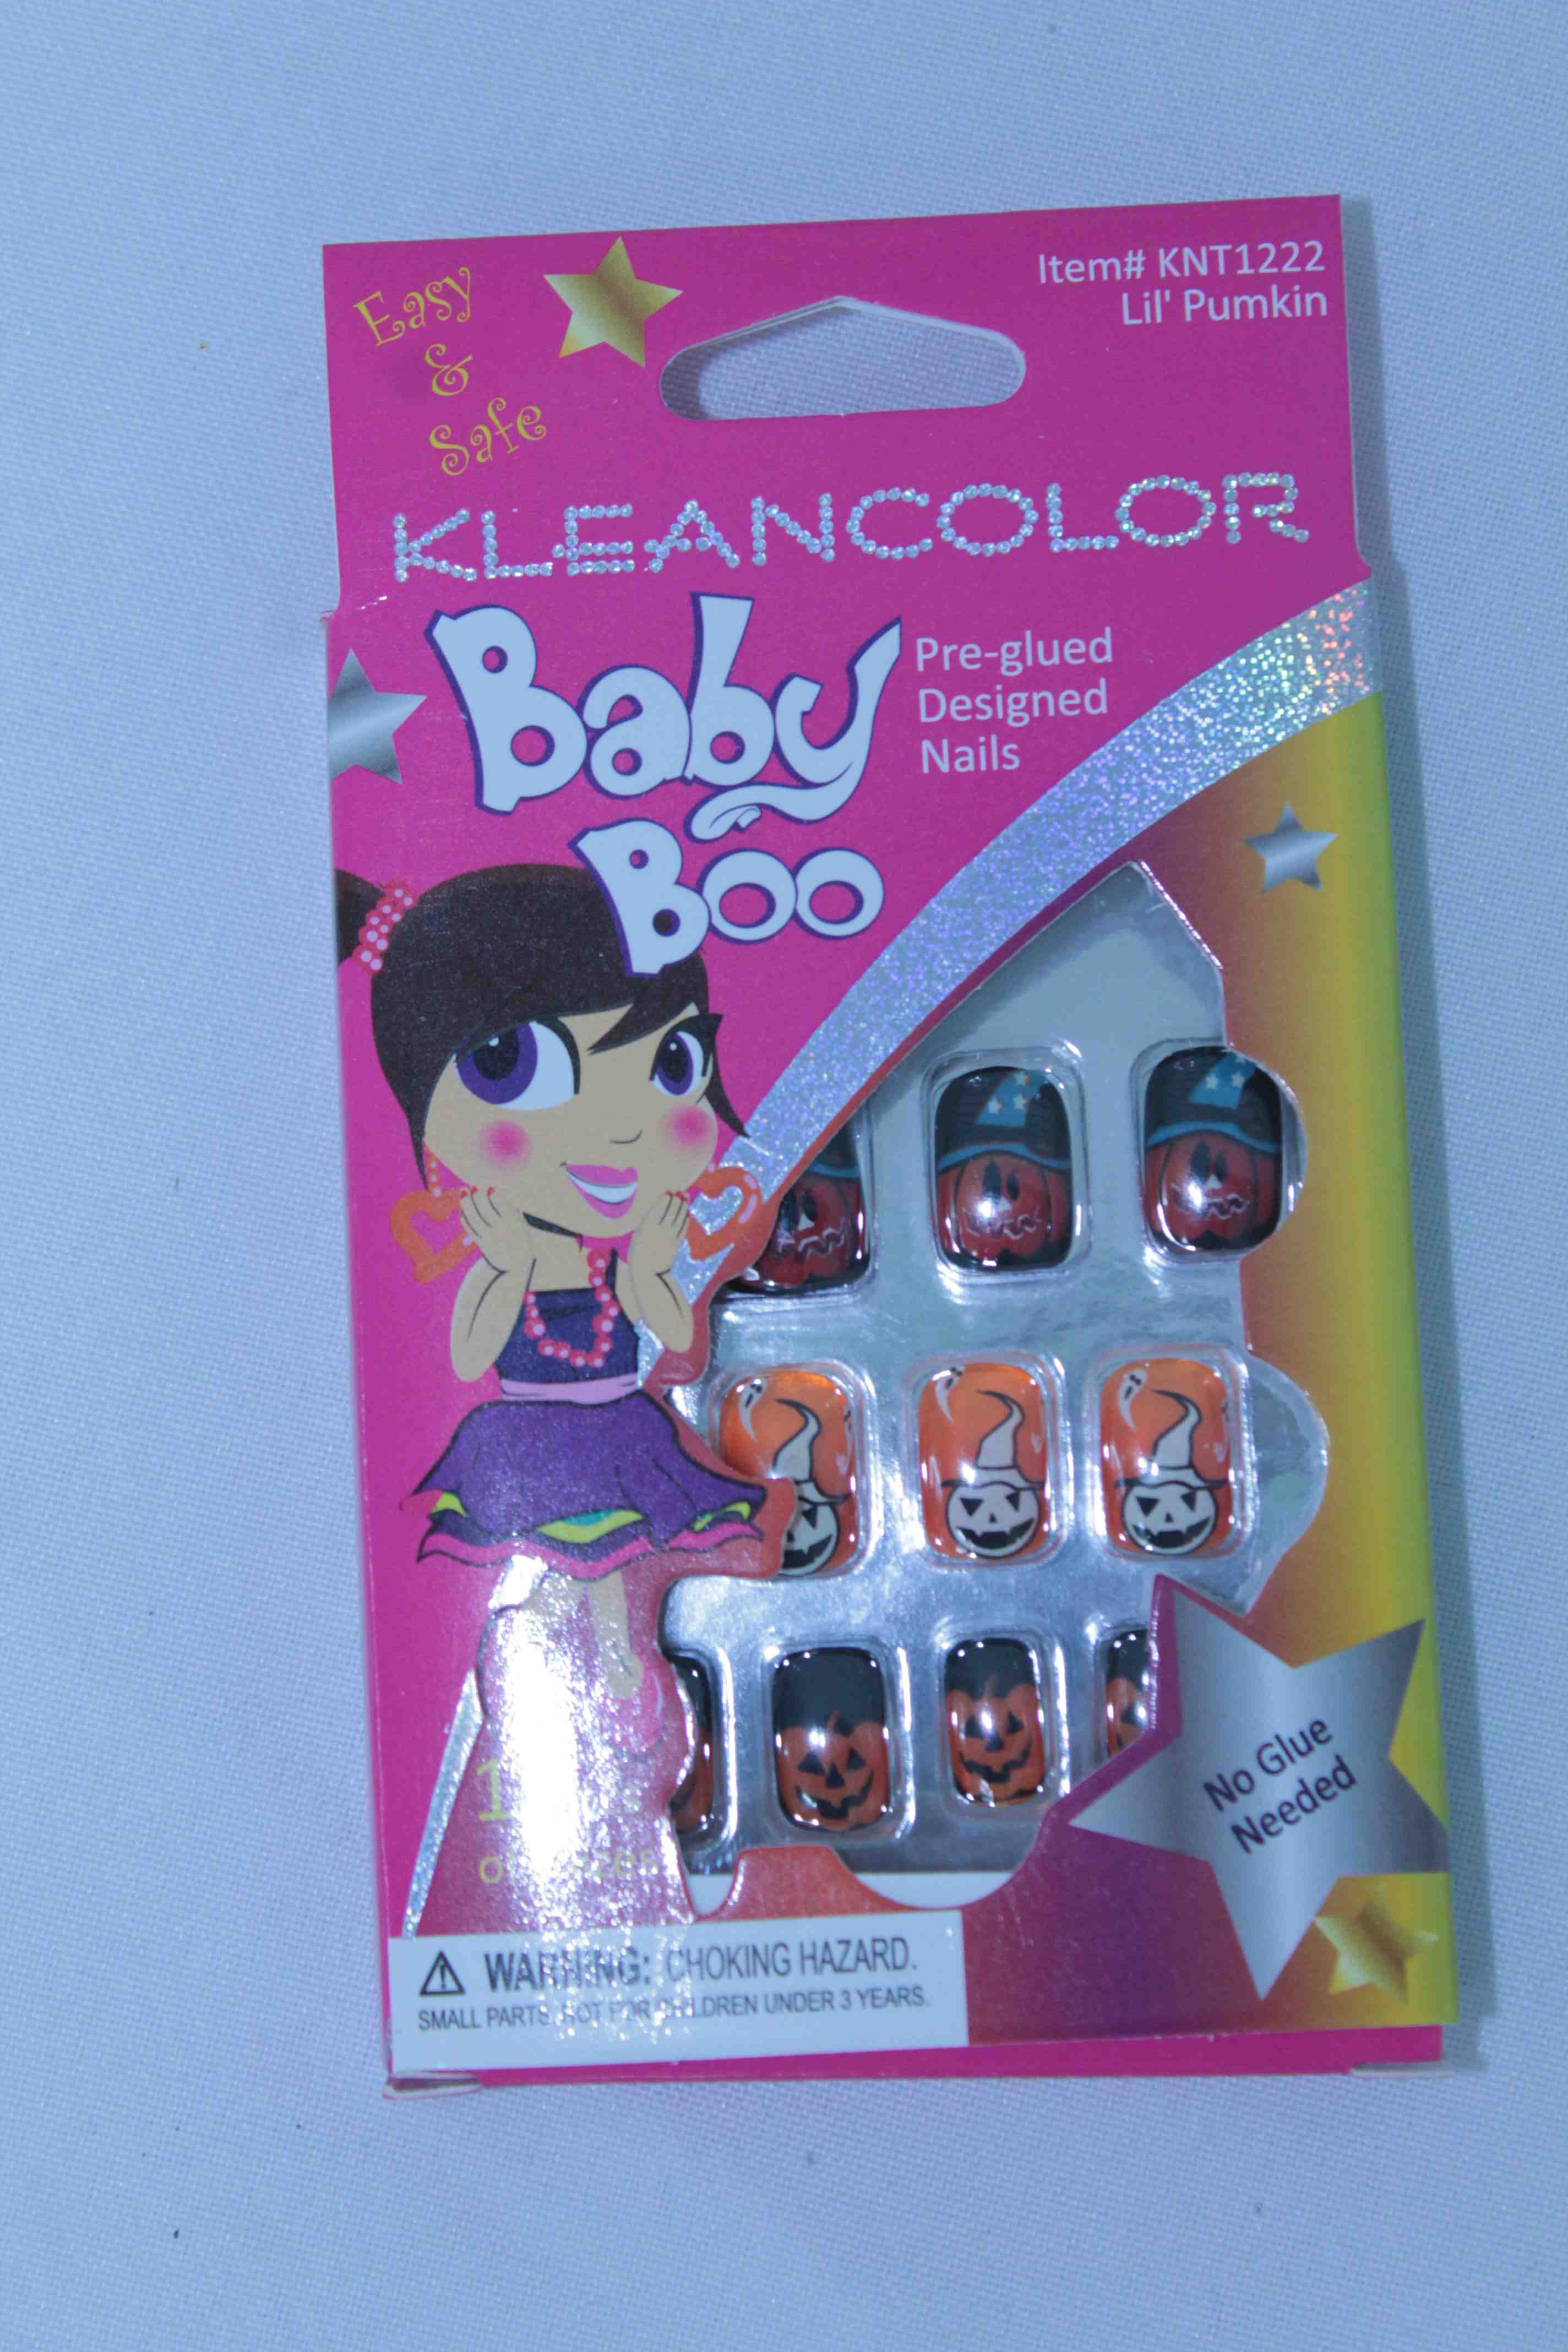 Item# KNT1222
Lil' Pumkin
Easy
&
Safe
KLEANCOLOR
Baby
Boo
Pre-glued
Designed
Nails
No Glue
Needed
WARNING: CHOKING HAZARD.
SMALL PARTS. NOT FOR CHILDREN UNDER 3 YEARS.